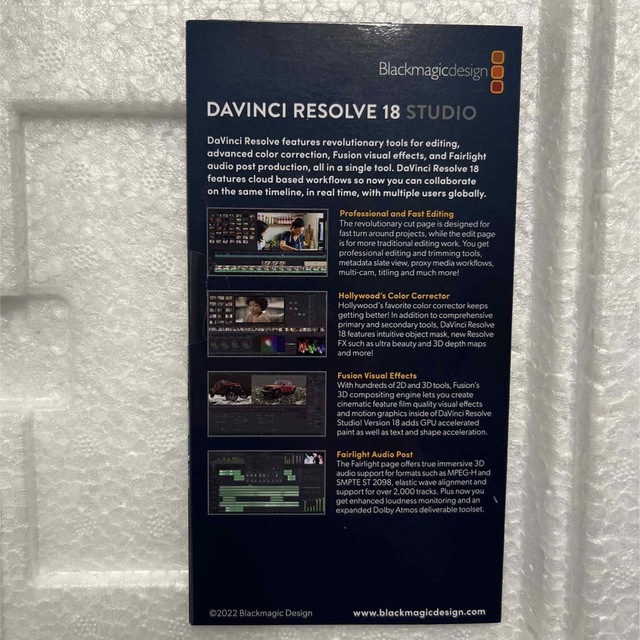 Blackmagicdesign
DAVINCI RESOLVE 18 STUDIO
DaVinci Resolve features revolutionary tools for editing,
advanced color correction, Fusion visual effects, and Fairlight
audio post production, all in a single tool. DaVinci Resolve 18
features cloud based workflows so now you can collaborate
on the same timeline, in real time, with multiple users globally.
Professional and Fast Editing
The revolutionary cut page is designed for
fast turn around projects, while the edit page
is for more traditional editing work. You get
professional editing and trimming tools,
metadata slate view, proxy media workflows,
multi-cam, titling and much more!
Hollywood's Color Corrector
Hollywood's favorite color corrector keeps
getting better! In addition to comprehensive
primary and secondary tools, DaVinci Resolve
18 features intuitive object mask, new Resolve
FX such as ultra beauty and 3D depth maps
and more!
Fusion Visual Effects
With hundreds of 2D and 3D tools, Fusion's
3D compositing engine lets you create
cinematic feature film quality visual effects
and motion graphics inside of DaVinci Resolve
Studio! Version 18 adds GPU accelerated
paint as well as text and shape acceleration.
Fairlight Audio Post
The Fairlight page offers true immersive 3D
audio support for formats such as MPEG-H and
SMPTE ST 2098, elastic wave alignment and
support for over 2,000 tracks. Plus now you
get enhanced loudness monitoring and an
expanded Dolby Atmos deliverable toolset.
©2022 Blackmagic Design
www.blackmagicdesign.com